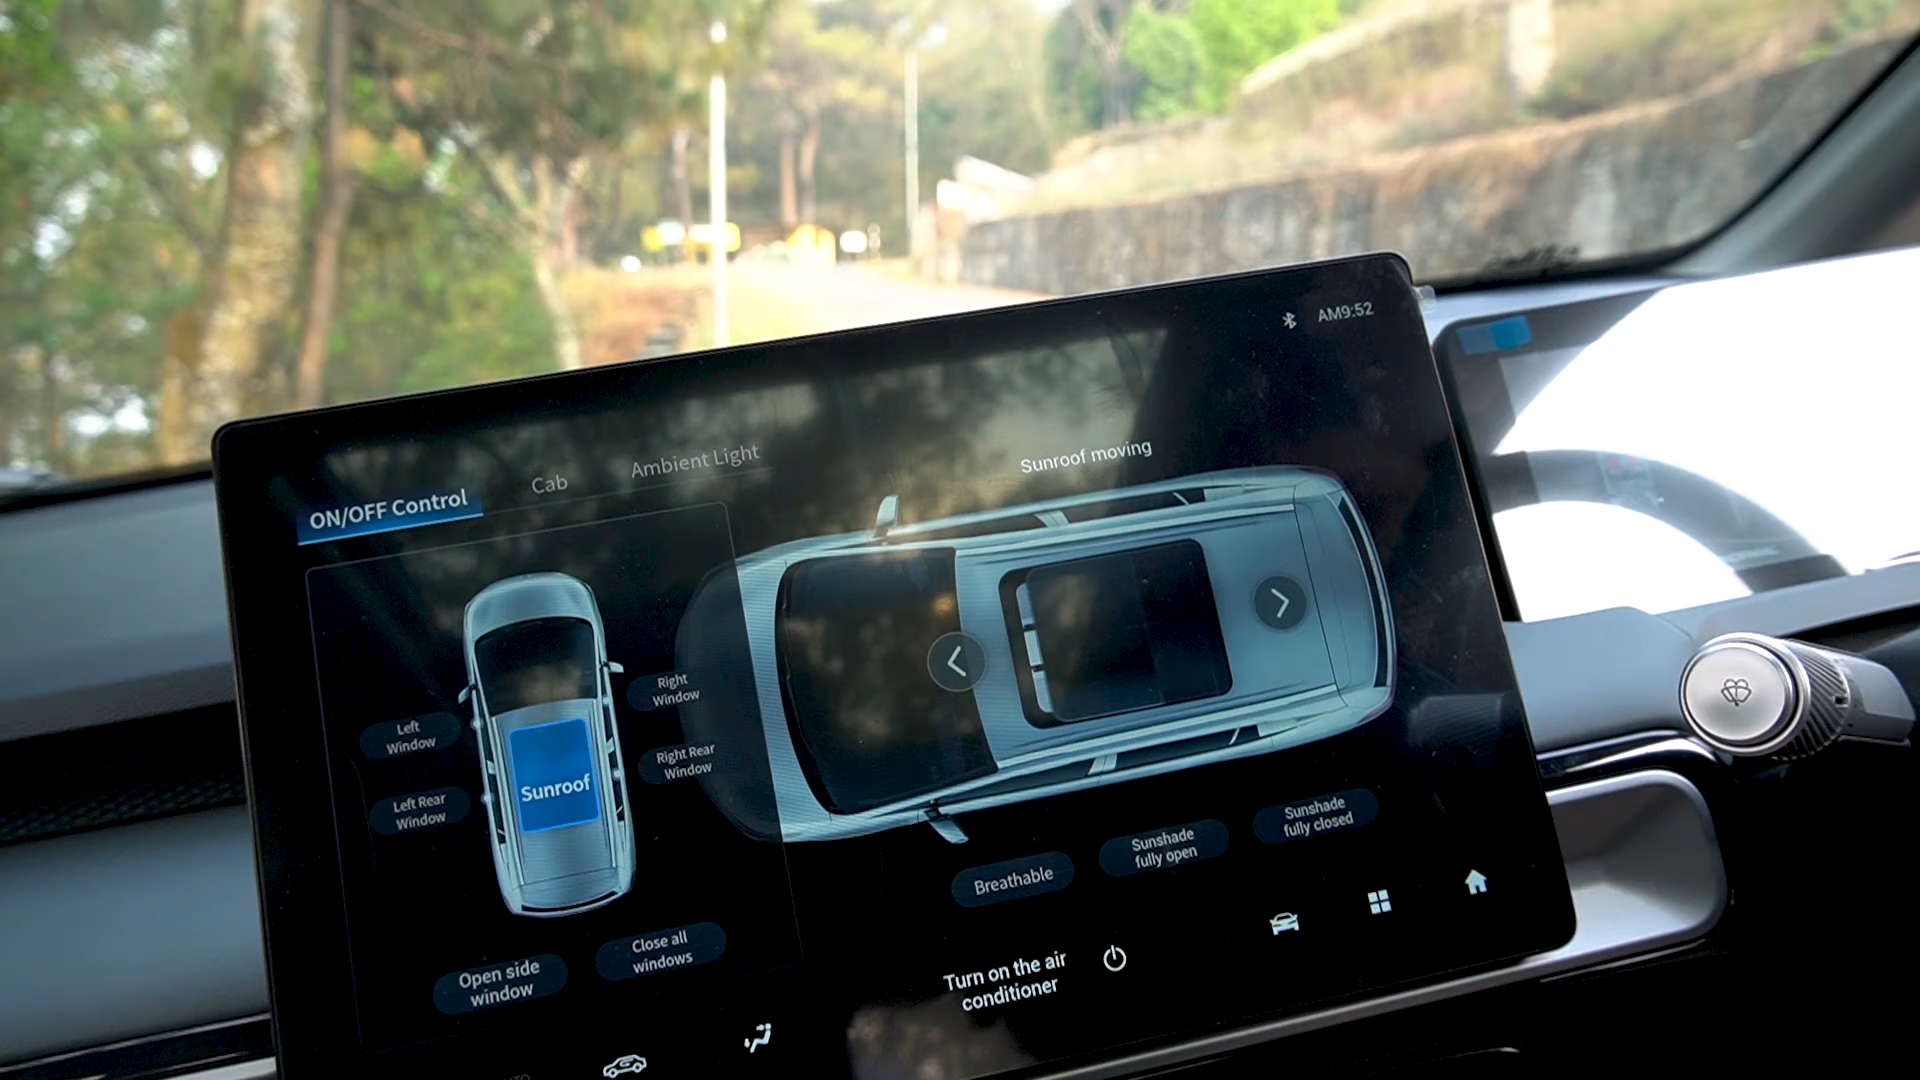 AM9:52
ON/OFF Control
Cab
Ambient Light
Sunroof moving
Left
Window
Left Rear
Window
Sunroof
Right
Window
Right Rear
Window
Open side
window
Close all
windows
Breathable
Sunshade
fully open
Sunshade
fully closed
Turn on the air
conditioner